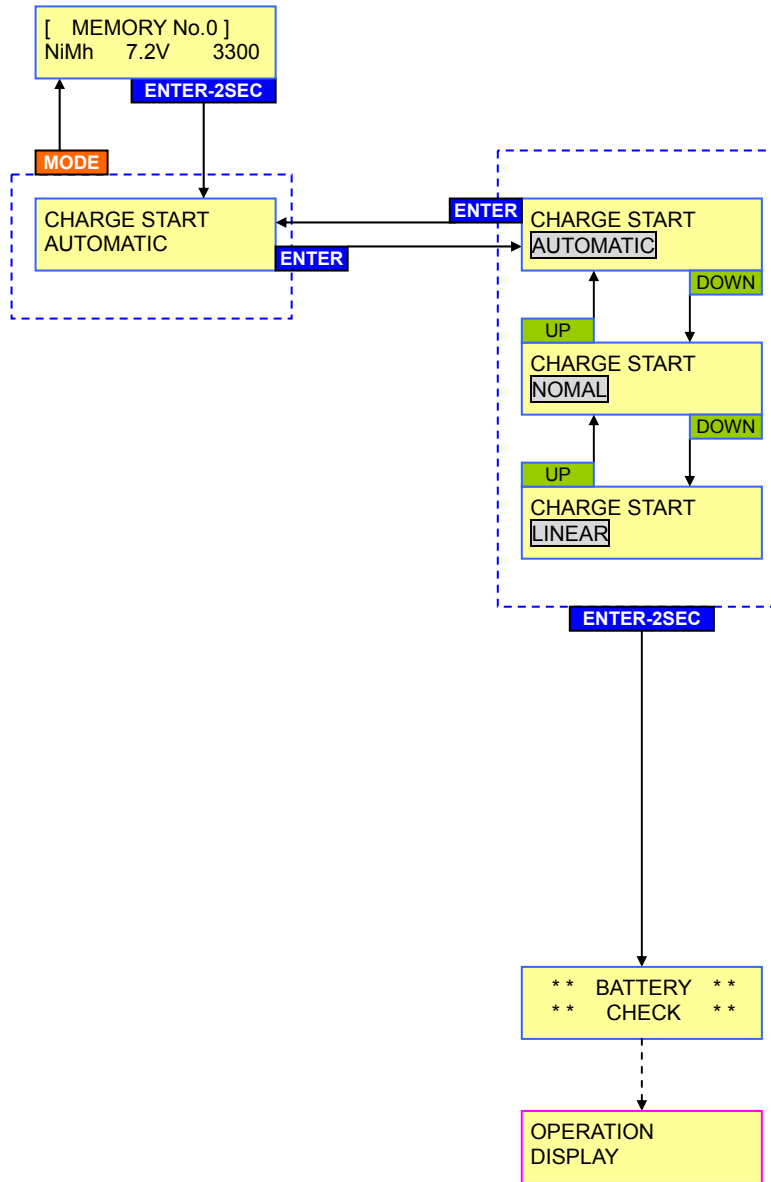 [ MEMORY No.0 ]
NiMh 7.2V 3300
ENTER-2SEC
MODE
CHARGE START
AUTOMATIC
ENTER
ENTER
CHARGE START
AUTOMATIC
DOWN
UP
CHARGE START
NOMAL
DOWN
UP
CHARGE START
LINEAR
ENTER-2SEC
* * BATTERY * *
* * CHECK * *
OPERATION
DISPLAY